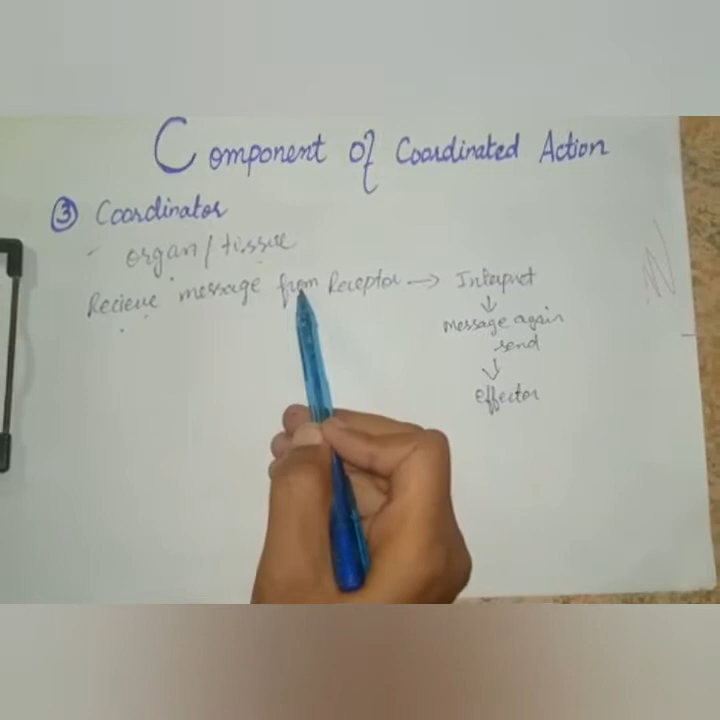 Component of Coordinated Action
③ Coordinator
organ/tissue
Recieve message from Receptor → Interpret
↓
Message again
send
↓
effector